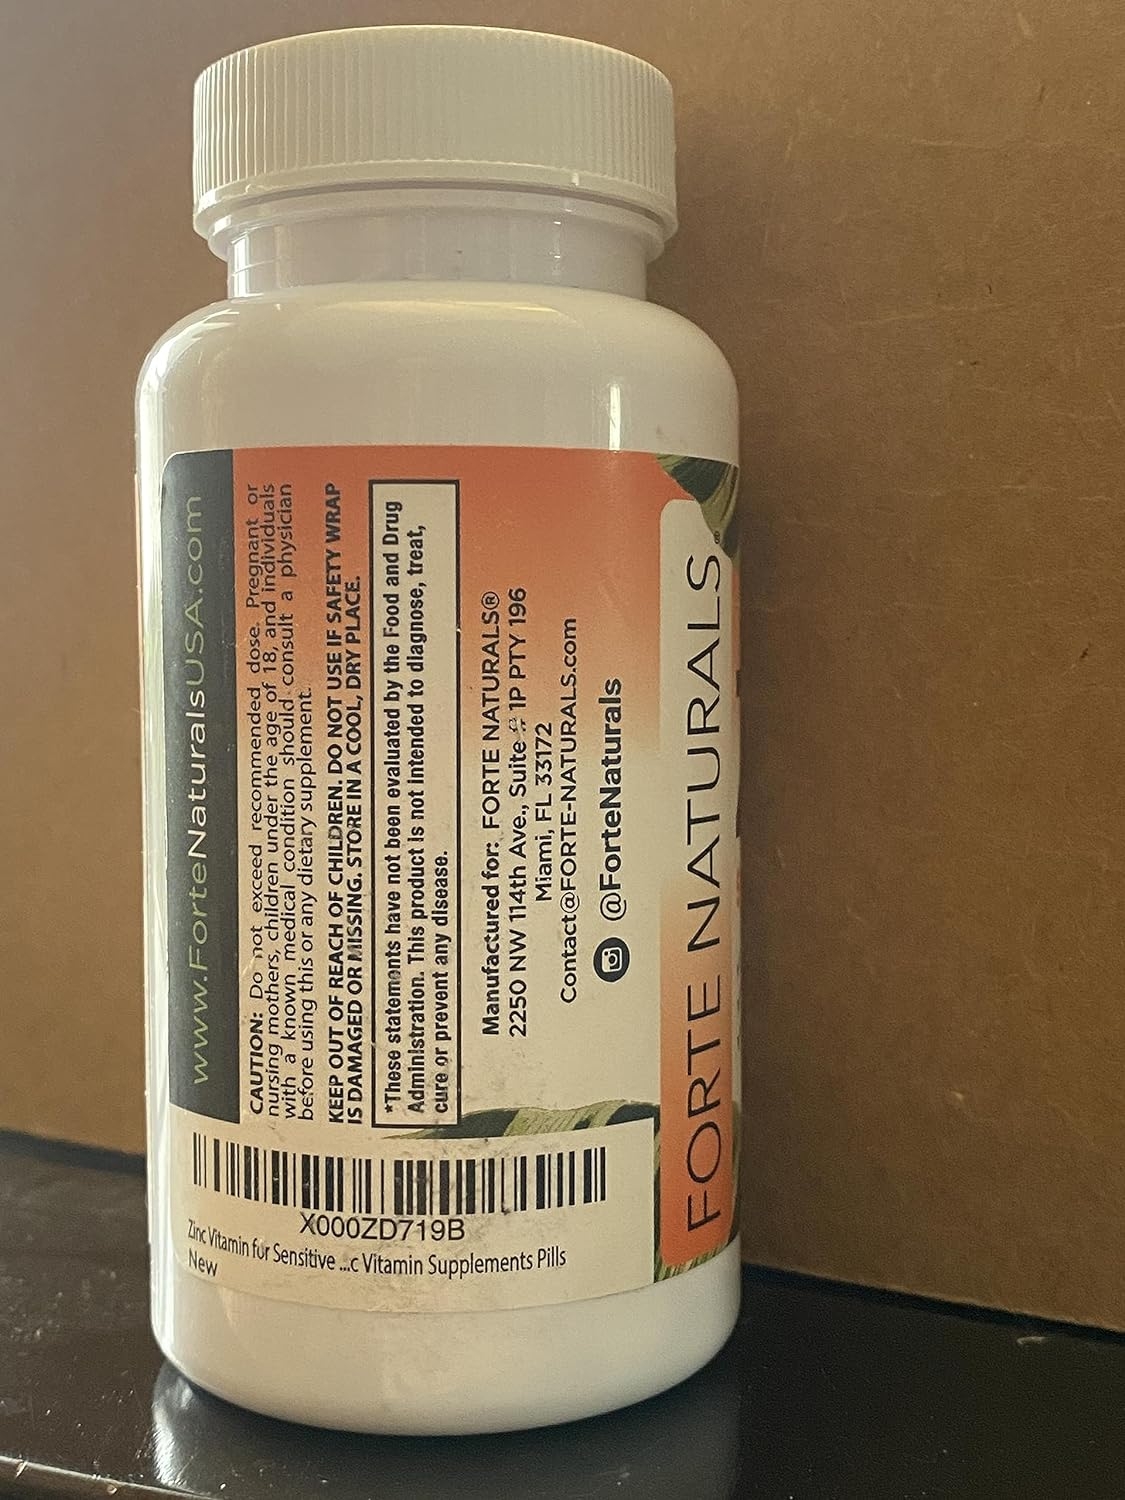 www.ForteNaturalsUSA.com
CAUTION: Do not exceed recommended dose. Pregnant or
nursing mothers, children under the age of 18, and individuals
with a known medical condition should consult a physician
before using this or any dietary supplement.
KEEP OUT OF REACH OF CHILDREN. DO NOT USE IF SAFETY WRAP
IS DAMAGED OR MISSING. STORE IN A COOL, DRY PLACE.
*These statements have not been evaluated by the Food and Drug
Administration. This product is not intended to diagnose, treat,
cure or prevent any disease.
Manufactured for: FORTE NATURALS®
2250 NW 114th Ave., Suite # 1P PTY 196
Miami, FL 33172
Contact@FORTE-NATURALS.com
@ForteNaturals
FORTE NATURALS®
X000ZD719B
Zinc Vitamin for Sensitive ...c Vitamin Supplements Pills
New